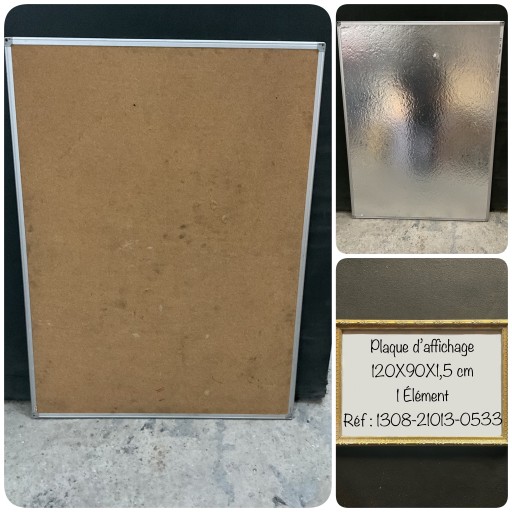 Plaque d'affichage
120X90X1,5 cm
1 Élément
Réf : 1308-21013-0533